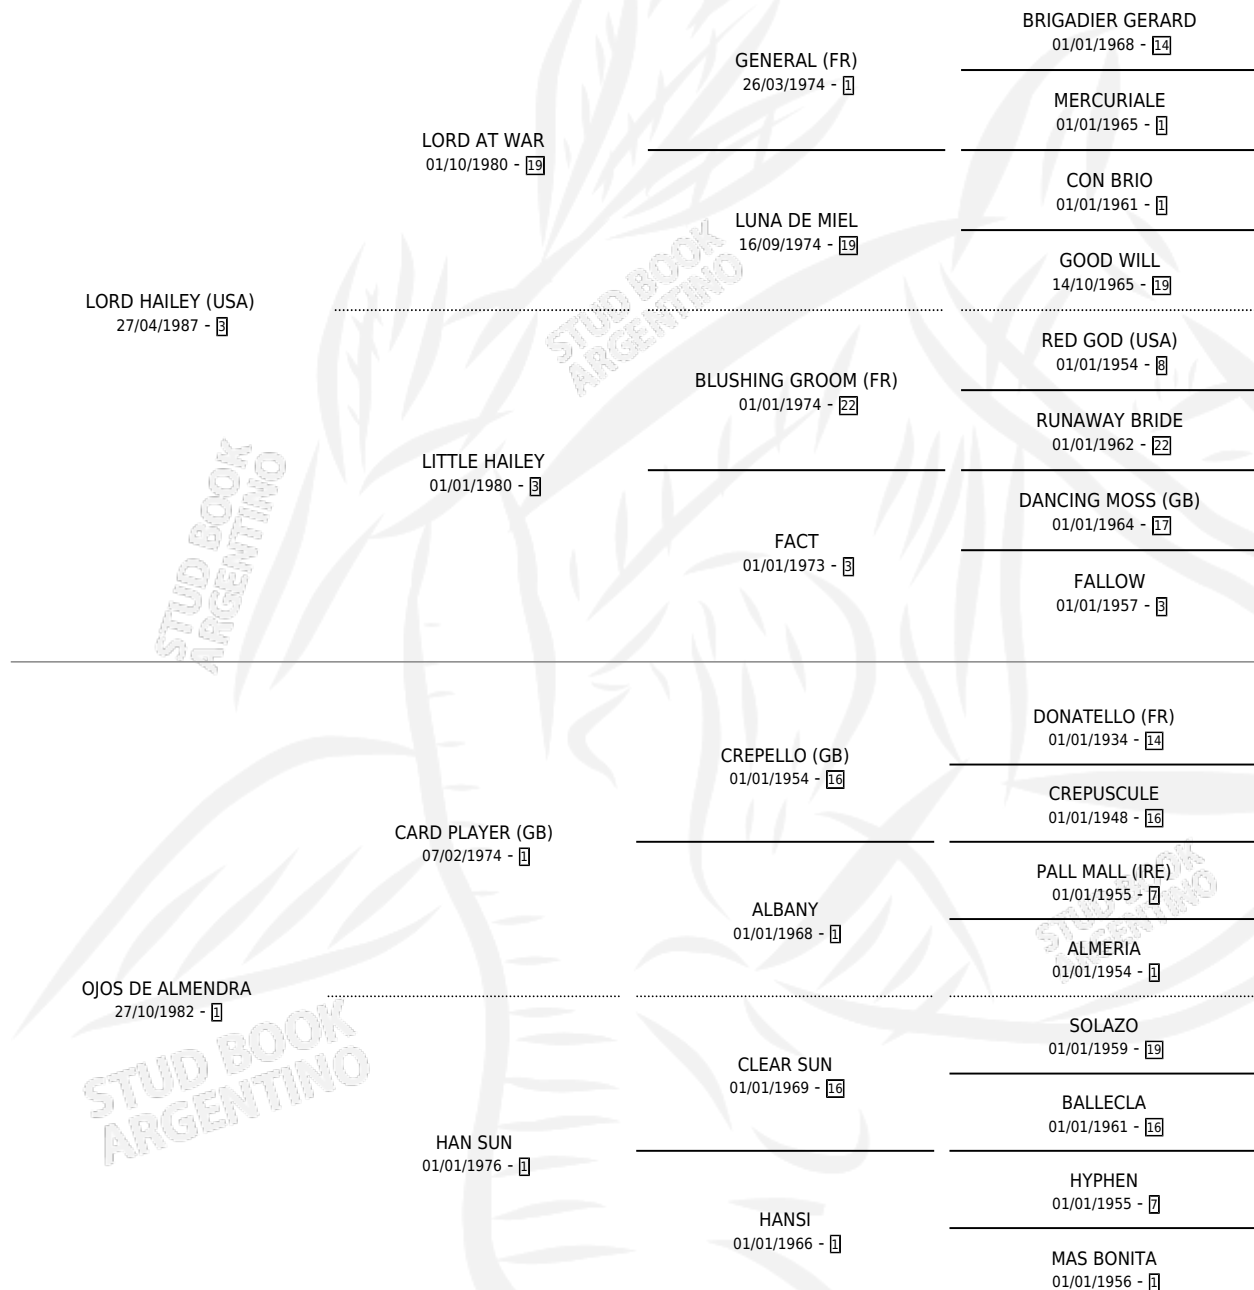 BRIGADIER GERARD
01/01/1968 - 14
GENERAL (FR)
26/03/1974 - 1
MERCURIALE
01/01/1965 - 1
LORD AT WAR
01/10/1980 - 19
CON BRIO
01/01/1961 - 1
LUNA DE MIEL
16/09/1974 - 19
GOOD WILL
14/10/1965 - 19
LORD HAILEY (USA)
27/04/1987 - 3
RED GOD (USA)
01/01/1954 - 8
BLUSHING GROOM (FR)
01/01/1974 - 22
RUNAWAY BRIDE
01/01/1962 - 22
LITTLE HAILEY
01/01/1980 - 3
DANCING MOSS (GB)
01/01/1964 - 17
FACT
01/01/1973 - 3
FALLOW
01/01/1957 - 3
DONATELLO (FR)
01/01/1934 - 14
CREPELLO (GB)
01/01/1954 - 16
CREPUSCULE
01/01/1948 - 16
CARD PLAYER (GB)
07/02/1974 - 1
PALL MALL (IRE)
01/01/1955 - 7
ALBANY
01/01/1968 - 1
ALMERIA
01/01/1954 - 1
OJOS DE ALMENDRA
27/10/1982 - 1
SOLAZO
01/01/1959 - 19
CLEAR SUN
01/01/1969 - 16
BALLECLA
01/01/1961 - 16
HAN SUN
01/01/1976 - 1
HYPHEN
01/01/1955 - 7
HANSI
01/01/1966 - 1
MAS BONITA
01/01/1956 - 1
STUD BOOK
ARGENTINO
STUD BOOK
ARGENTINO
STUD BOOK
ARGENTINO
STUD BOOK
ARGENTINO